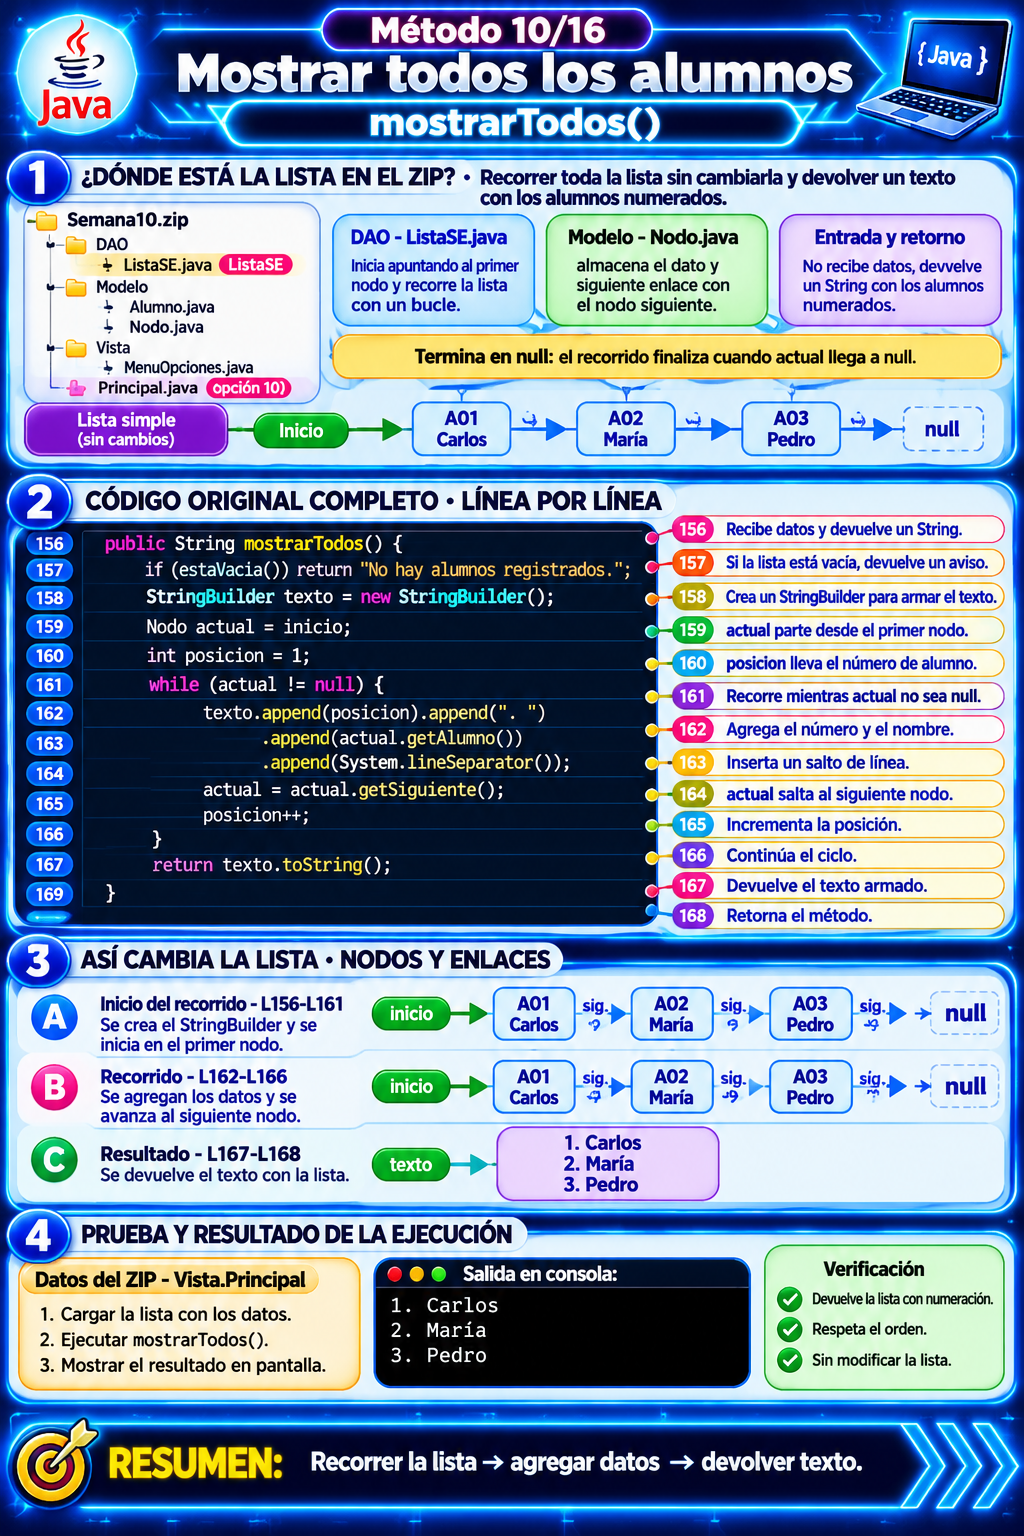 Método 10/16
Java
Mostrar todos los alumnos
{ Java }
mostrarTodos()
1
¿DÓNDE ESTÁ LA LISTA EN EL ZIP? • Recorrer toda la lista sin cambiarla y devolver un texto
con los alumnos numerados.
Semana10.zip
DAO
ListaSE.java ListaSE
Modelo
Alumno.java
Nodo.java
Vista
MenuOpciones.java
Principal.java opción 10)
DAO - ListaSE.java
Inicia apuntando al primer
nodo y recorre la lista
con un bucle.
Modelo - Nodo.java
almacena el dato y
siguiente enlace con
el nodo siguiente.
Entrada y retorno
No recibe datos, devvelve
un String con los alumnos
numerados.
Termina en null: el recorrido finaliza cuando actual llega a null.
Lista simple
(sin cambios)
Inicio
A01
Carlos
A02
María
A03
Pedro
null
2
CÓDIGO ORIGINAL COMPLETO • LÍNEA POR LÍNEA
156 public String mostrarTodos() {
157 if (estaVacia()) return "No hay alumnos registrados.";
158 StringBuilder texto = new StringBuilder();
159 Nodo actual = inicio;
160 int posicion = 1;
161 while (actual != null) {
162 texto.append(posicion).append(". ")
163 .append(actual.getAlumno())
164 .append(System.lineSeparator());
165 actual = actual.getSiguiente();
166 posicion++;
}
167 return texto.toString();
169 }
156 Recibe datos y devuelve un String.
157 Si la lista está vacía, devuelve un aviso.
158 Crea un StringBuilder para armar el texto.
159 actual parte desde el primer nodo.
160 posicion lleva el número de alumno.
161 Recorre mientras actual no sea null.
162 Agrega el número y el nombre.
163 Inserta un salto de línea.
164 actual salta al siguiente nodo.
165 Incrementa la posición.
166 Continúa el ciclo.
167 Devuelve el texto armado.
168 Retorna el método.
3
ASÍ CAMBIA LA LISTA • NODOS Y ENLACES
A
Inicio del recorrido - L156-L161
Se crea el StringBuilder y se
inicia en el primer nodo.
inicio
A01
Carlos
sig.
A02
María
sig.
A03
Pedro
sig.
null
B
Recorrido - L162-L166
Se agregan los datos y se
avanza al siguiente nodo.
inicio
A01
Carlos
sig.
A02
María
sig.
A03
Pedro
sig.
null
C
Resultado - L167-L168
Se devuelve el texto con la lista.
texto
1. Carlos
2. María
3. Pedro
4
PRUEBA Y RESULTADO DE LA EJECUCIÓN
Datos del ZIP - Vista.Principal
1. Cargar la lista con los datos.
2. Ejecutar mostrarTodos().
3. Mostrar el resultado en pantalla.
Salida en consola:
1. Carlos
2. María
3. Pedro
Verificación
Devuelve la lista con numeración.
Respeta el orden.
Sin modificar la lista.
RESUMEN: Recorrer la lista → agregar datos → devolver texto.